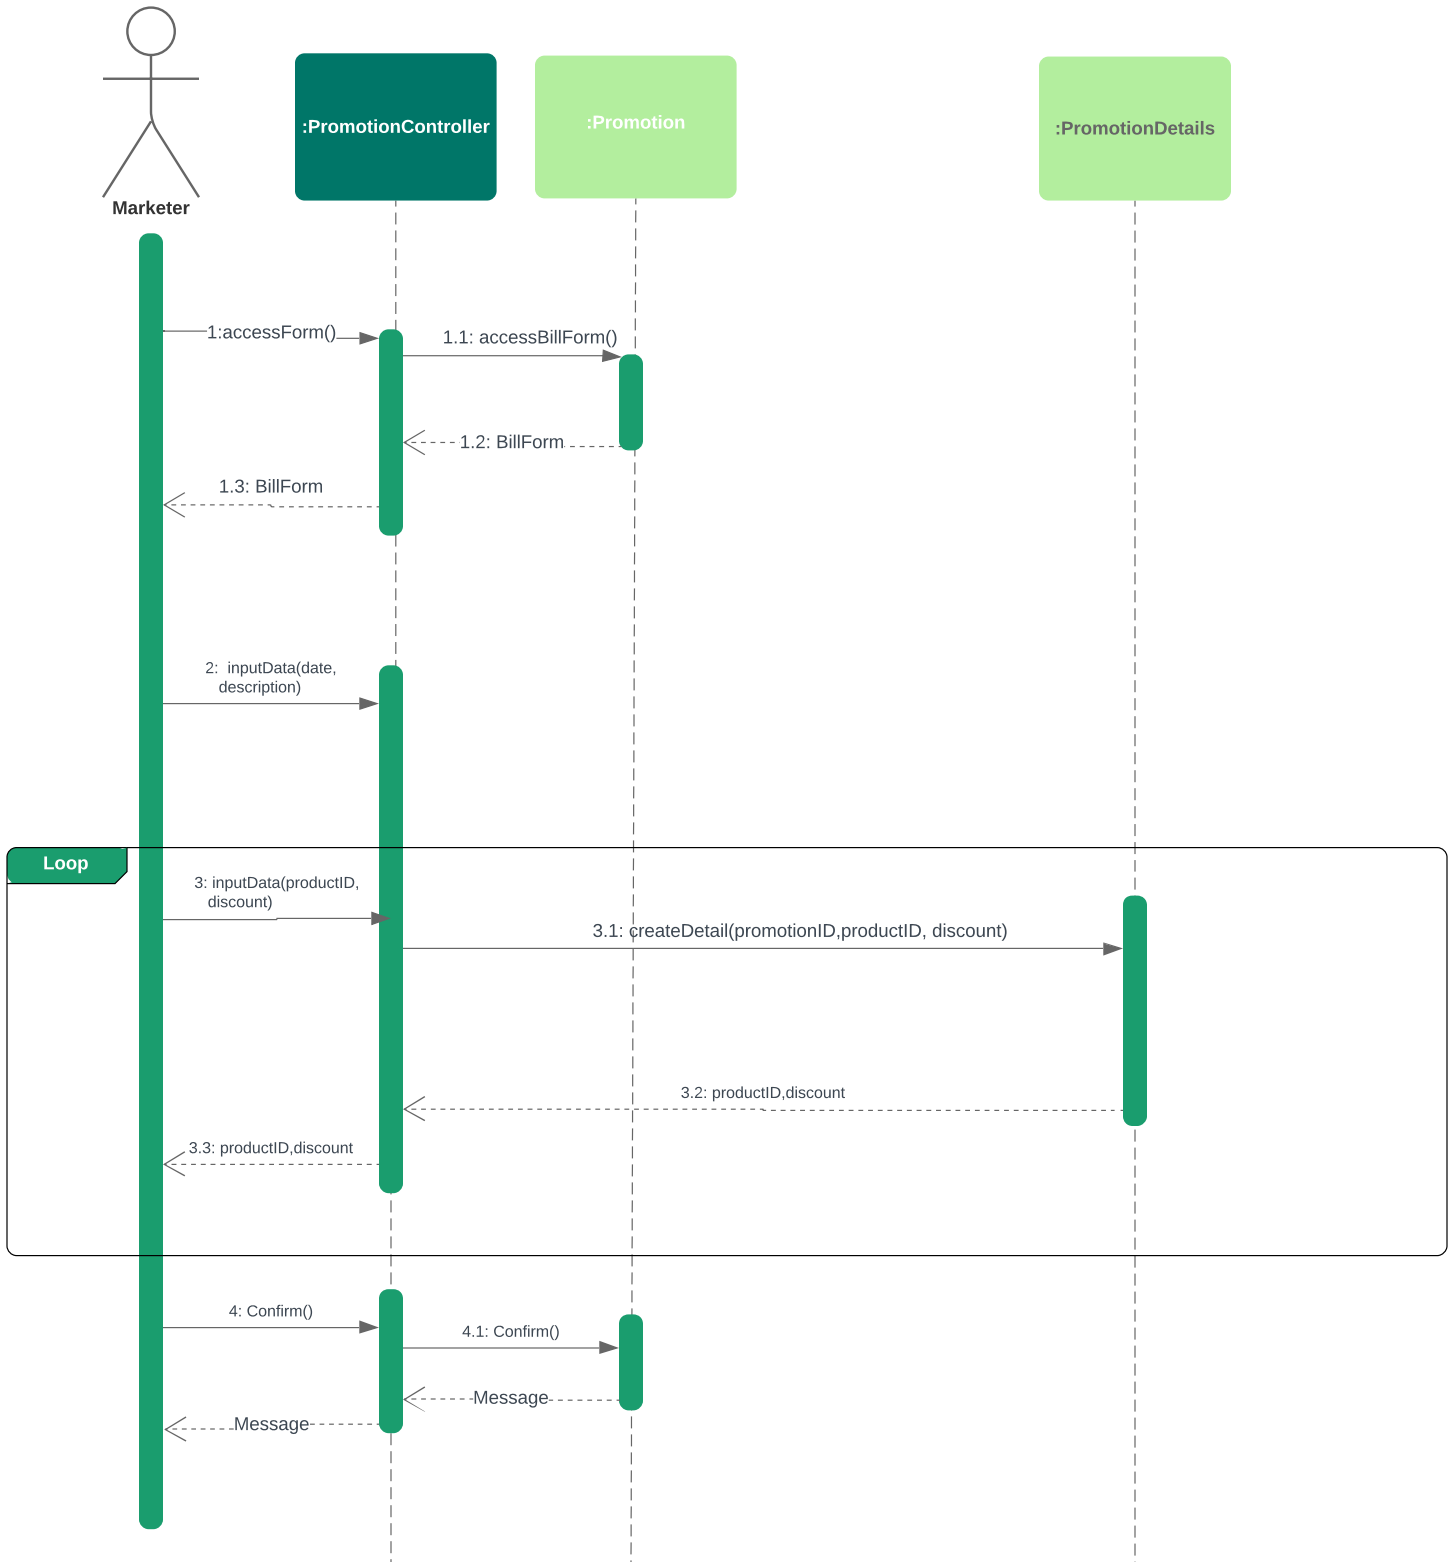 Marketer
:PromotionController
:Promotion
:PromotionDetails
1:accessForm()
1.1: accessBillForm()
1.2: BillForm
1.3: BillForm
2:  inputData(date,
description)
Loop
3: inputData(productID,
discount)
3.1: createDetail(promotionID,productID, discount)
3.2: productID,discount
3.3: productID,discount
4: Confirm()
4.1: Confirm()
Message
Message